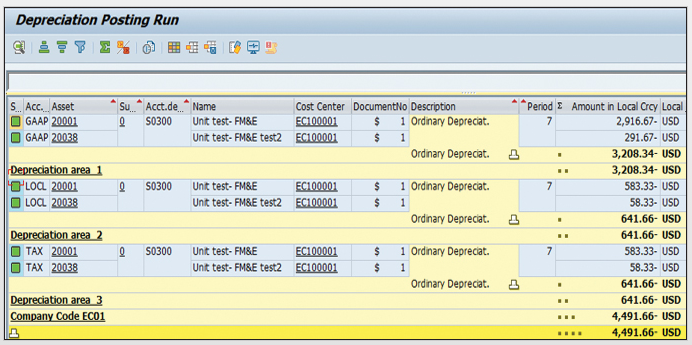 Depreciation Posting Run
S... Acc... Asset Su... Acct.de... Name Cost Center DocumentNo Description Period Σ Amount in Local Crcy Local
GAAP 20001 0 S0300 Unit test- FM&E EC100001 $ 1 Ordinary Depreciat. 7 2,916.67- USD
GAAP 20038 Unit test- FM&E test2 EC100001 $ 1 291.67- USD
Ordinary Depreciat. 3,208.34- USD
Depreciation area 1 3,208.34- USD
LOCL 20001 0 S0300 Unit test- FM&E EC100001 $ 1 Ordinary Depreciat. 7 583.33- USD
LOCL 20038 Unit test- FM&E test2 EC100001 $ 1 58.33- USD
Ordinary Depreciat. 641.66- USD
Depreciation area 2 641.66- USD
TAX 20001 0 S0300 Unit test- FM&E EC100001 $ 1 Ordinary Depreciat. 7 583.33- USD
TAX 20038 Unit test- FM&E test2 EC100001 $ 1 58.33- USD
Ordinary Depreciat. 641.66- USD
Depreciation area 3 641.66- USD
Company Code EC01 4,491.66- USD
4,491.66- USD